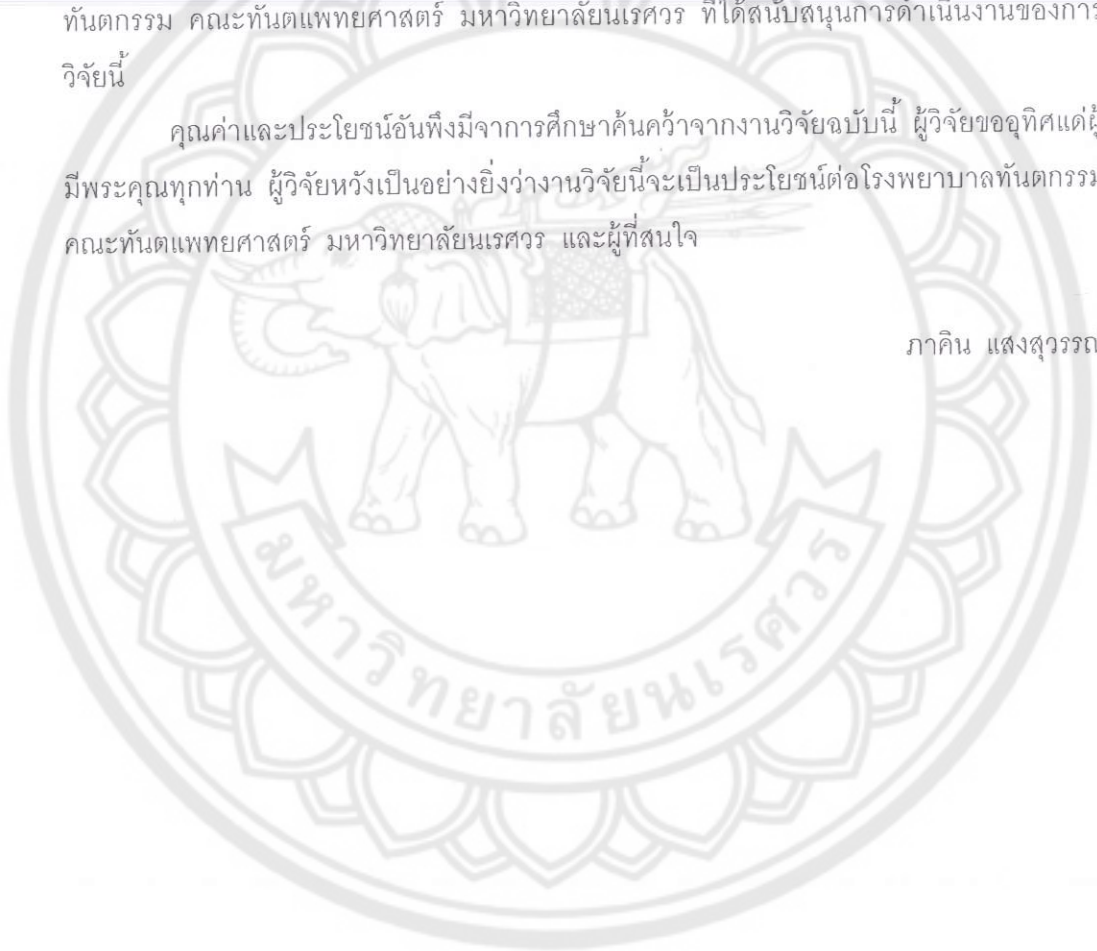 ทันตกรรม คณะทันตแพทยศาสตร์ มหาวิทยาลัยนเรศวร ที่ได้สนับสนุนการดำเนินงานของการ
วิจัยนี้
คุณค่าและประโยชน์อันพึงมีจาการศึกษาค้นคว้าจากงานวิจัยฉบับนี้ ผู้วิจัยขออุทิศแด่ผู้
มีพระคุณทุกท่าน ผู้วิจัยหวังเป็นอย่างยิ่งว่างานวิจัยนี้จะเป็นประโยชน์ต่อโรงพยาบาลทันตกรรม
คณะทันตแพทยศาสตร์ มหาวิทยาลัยนเรศวร และผู้ที่สนใจ
ภาคิน แสงสุวรรณ
มหาวิทยาลัยนเรศวร